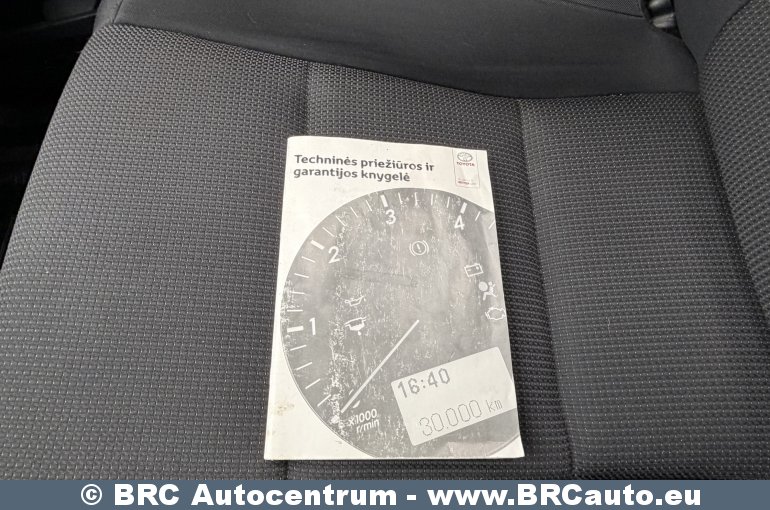 Techninės priežiūros ir
garantijos knygelė
TOYOTA
1
2
3
4
16:40
30.000 km
x1000
r/min
© BRC Autocentrum - www.BRCauto.eu